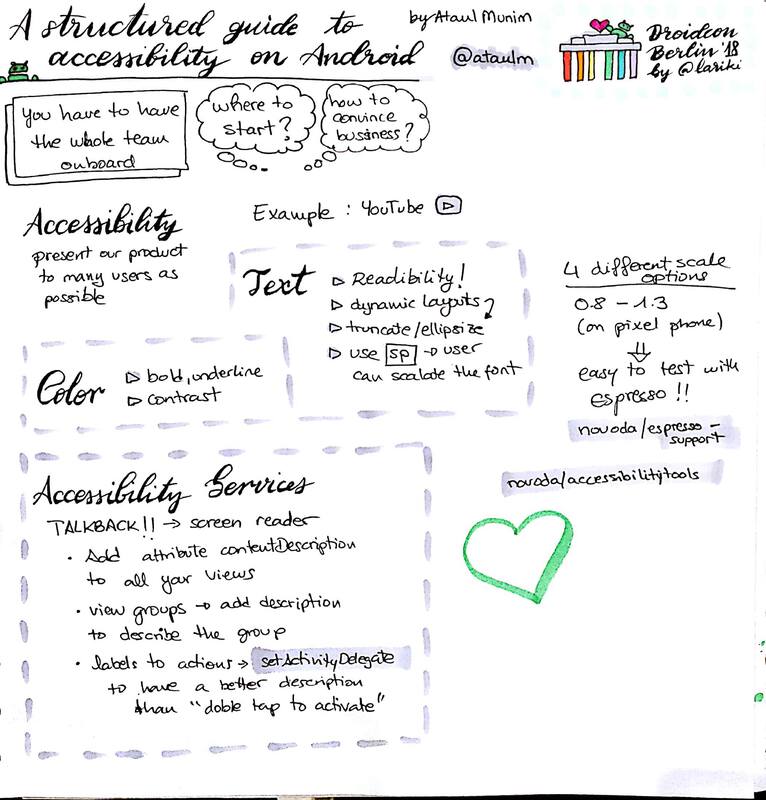 A structured guide to
accessibility on Android
by Ataul Munim
@ataulm
Droidcon
Berlin '18
by @lariki
You have to have
the whole team
onboard
where to
start?
how to
convince
business?
Accessibility
present our product
to many users as
possible
Example : YouTube
Text
Readibility!
dynamic layouts
truncate/ellipsize
use sp → user
can scalate the font
4 different scale
options
0.8 – 1.3
(on pixel phone)
easy to test with
espresso !!
novoda/espresso –
support
novoda/accessibilitytools
Color
bold, underline
contrast
Accessibility Services
TALKBACK!! → screen reader
• Add attribute contentDescription
to all your views
• view groups → add description
to describe the group
• labels to actions → setActivityDelegate
to have a better description
than "doble tap to activate"